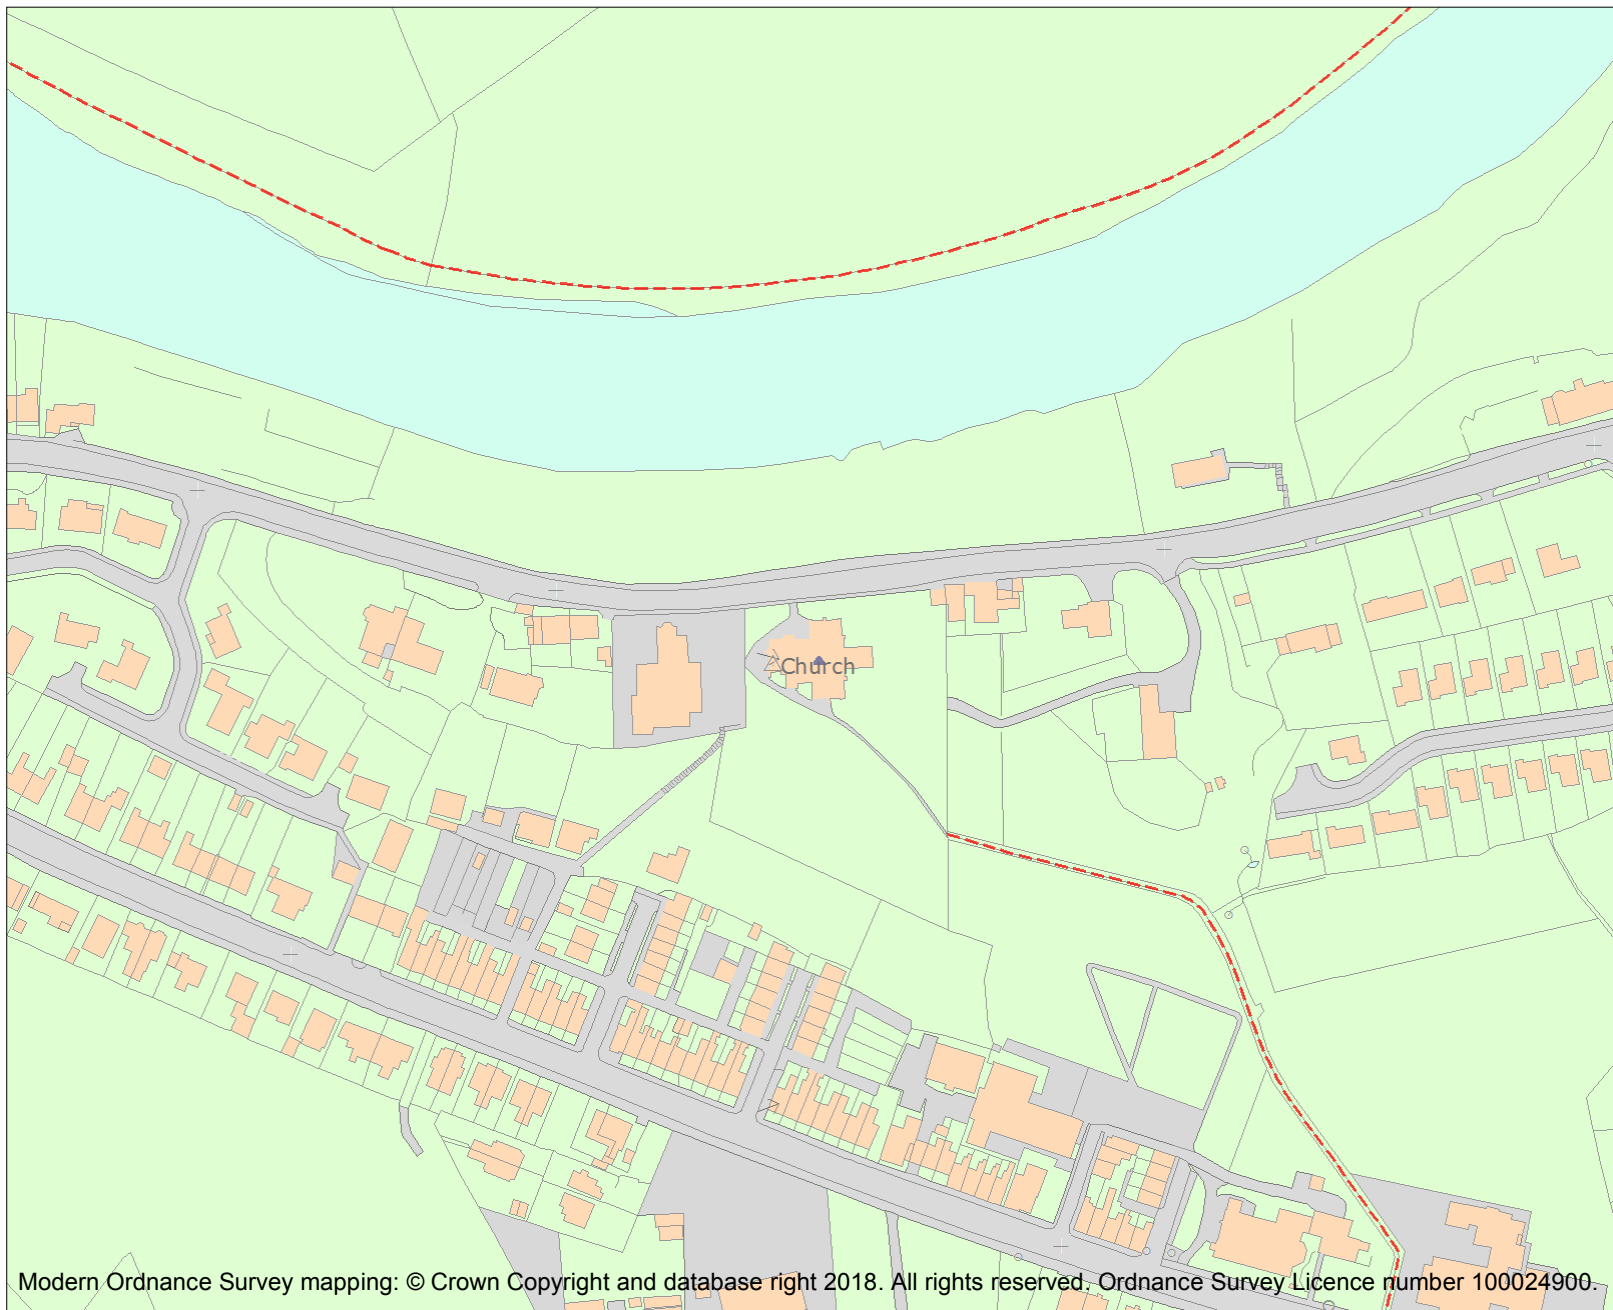 Church
Modern Ordnance Survey mapping: © Crown Copyright and database right 2018. All rights reserved. Ordnance Survey Licence number 100024900.